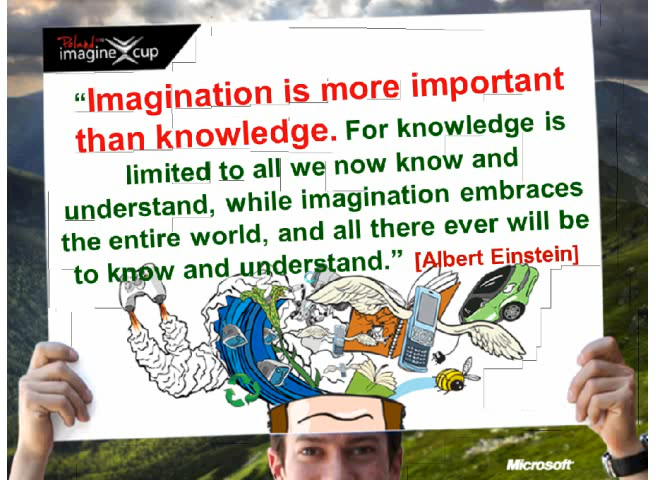 Poland
imagine cup
“Imagination is more important
than knowledge. For knowledge is
limited to all we now know and
understand, while imagination embraces
the entire world, and all there ever will be
to know and understand.” [Albert Einstein]
Microsoft